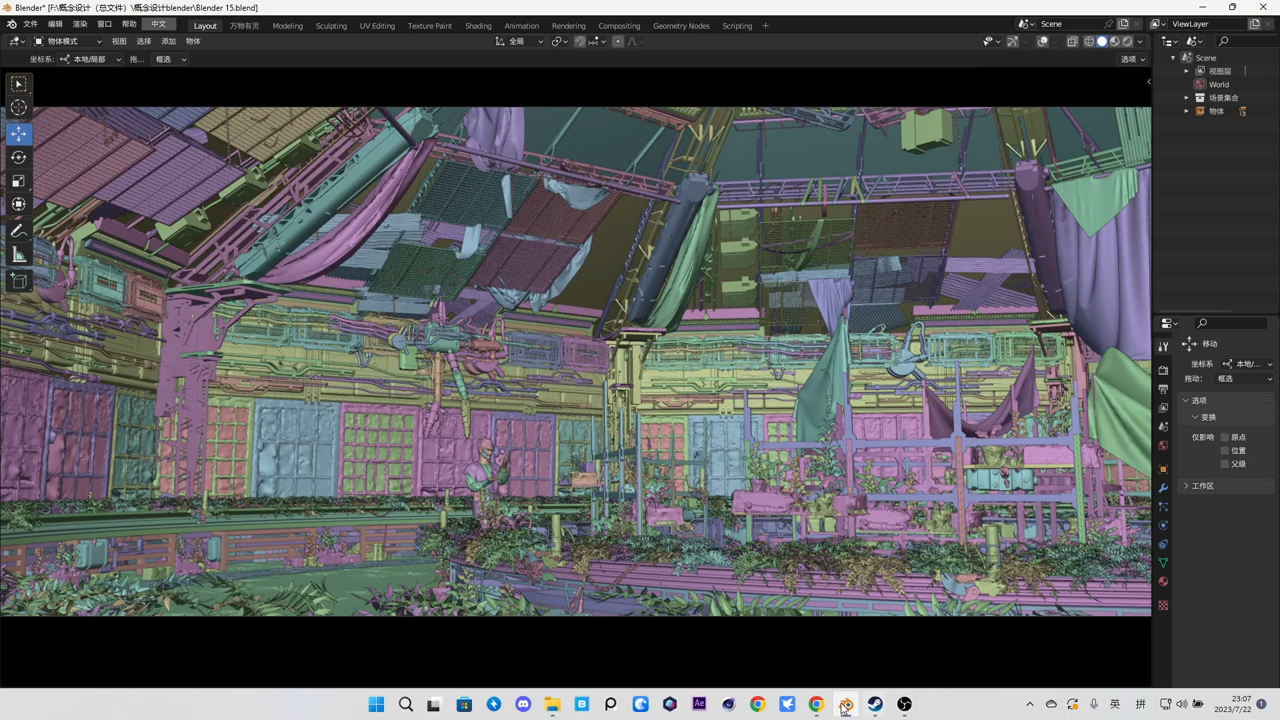 Blender* [F:\概念设计（总文件）\概念设计blender\Blender 15.blend]
文件 编辑 渲染 窗口 帮助 中文 Layout 万物有灵 Modeling Sculpting UV Editing Texture Paint Shading Animation Rendering Compositing Geometry Nodes Scripting + Scene ViewLayer
物体模式 视图 选择 添加 物体 全局
坐标系: 本地/局部 拖... 框选 选项
Scene
视图层
World
场景集合
物体
移动
坐标系 本地/...
拖动: 框选
选项
变换
仅影响 原点
位置
父级
工作区
Ae
英 拼
23:07
2023/7/22